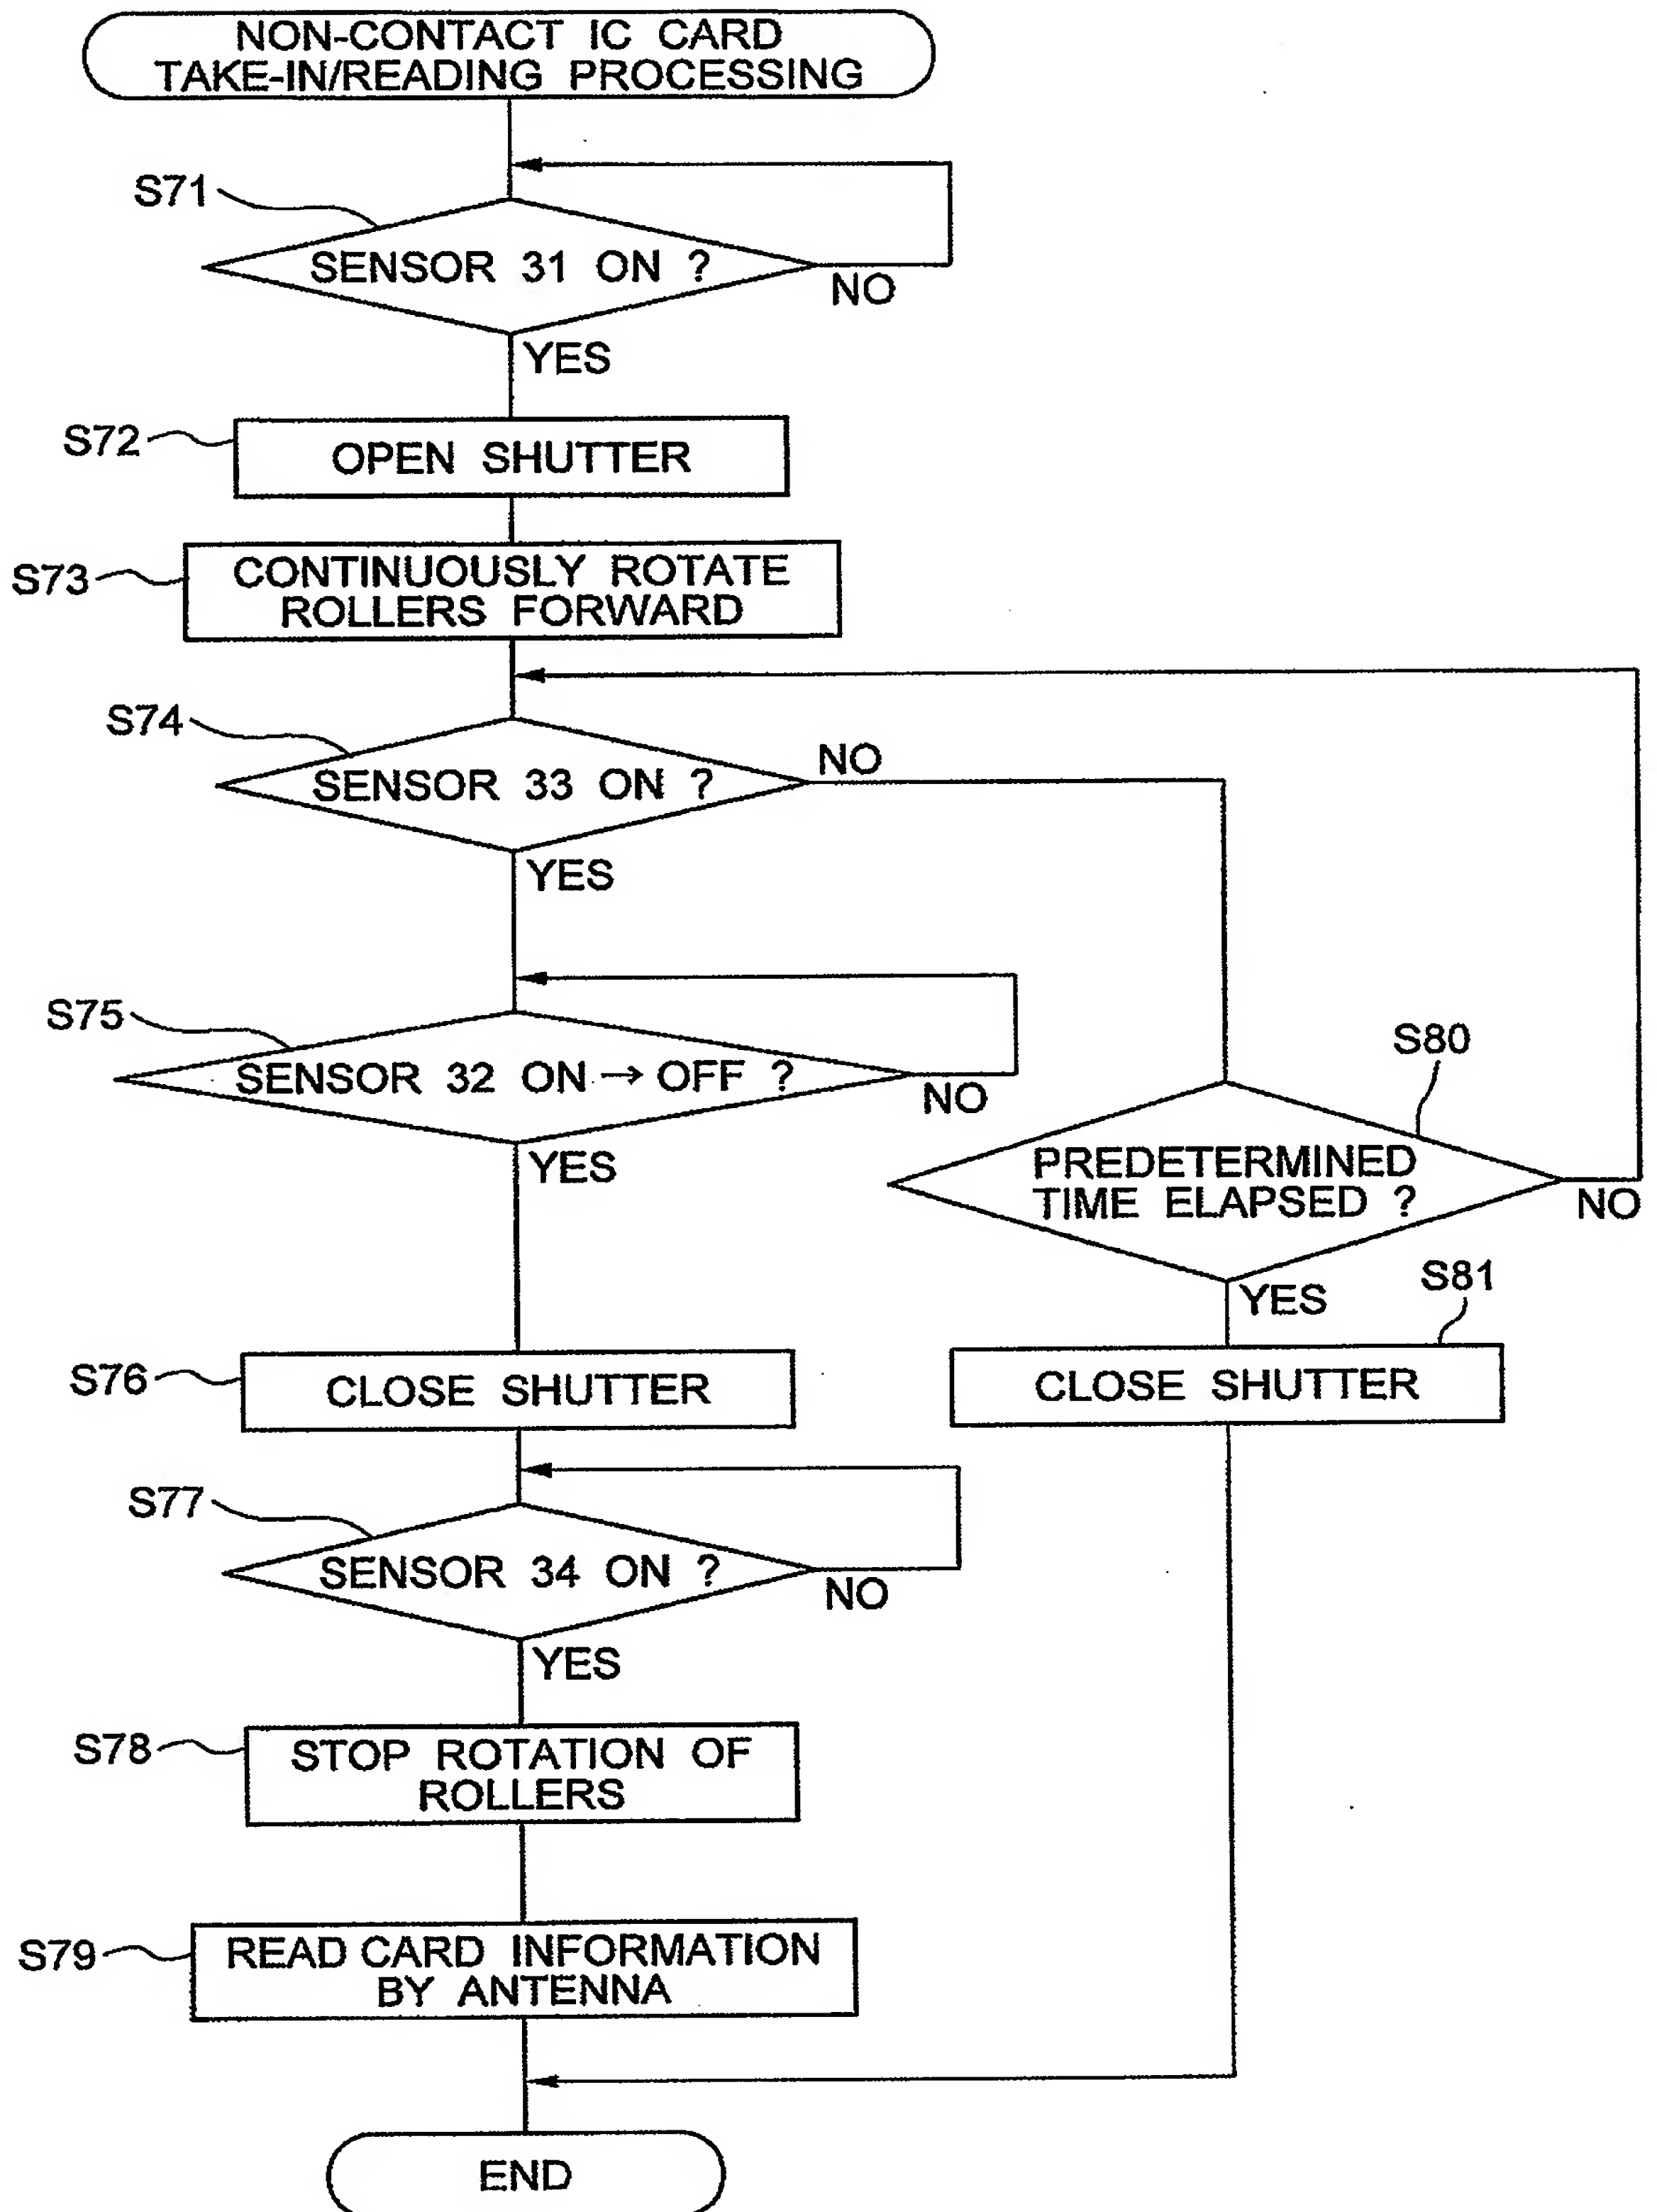 NON-CONTACT IC CARD
TAKE-IN/READING PROCESSING
S71
SENSOR 31 ON ?
NO
YES
S72
OPEN SHUTTER
S73
CONTINUOUSLY ROTATE
ROLLERS FORWARD
S74
SENSOR 33 ON ?
NO
YES
S75
SENSOR 32 ON → OFF ?
NO
YES
S80
PREDETERMINED
TIME ELAPSED ?
NO
YES
S81
CLOSE SHUTTER
S76
CLOSE SHUTTER
S77
SENSOR 34 ON ?
NO
YES
S78
STOP ROTATION OF
ROLLERS
S79
READ CARD INFORMATION
BY ANTENNA
END